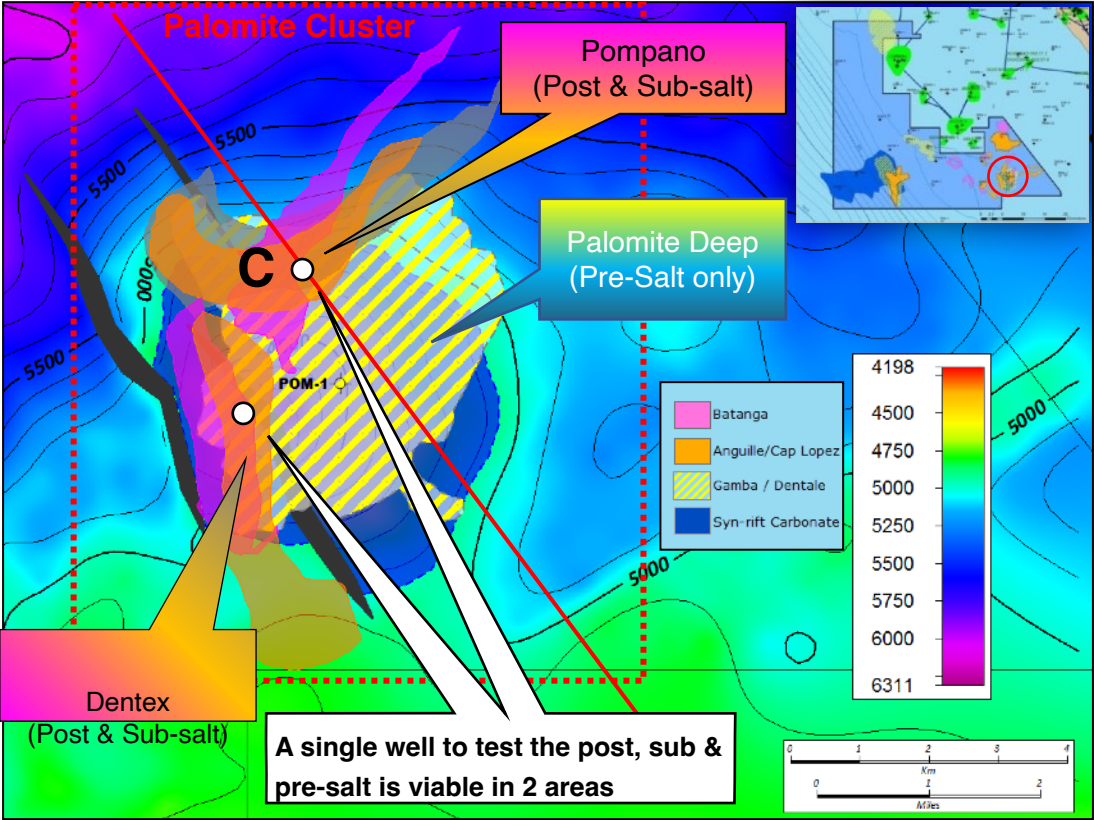 Palomite Cluster
Pompano
(Post & Sub-salt)
5500
5500
5000
5500
C
Palomite Deep
(Pre-Salt only)
POM-1
5000
5000
Batanga
Anguille/Cap Lopez
Gamba / Dentale
Syn-rift Carbonate
4198
4500
4750
5000
5250
5500
5750
6000
6311
Dentex
(Post & Sub-salt)
A single well to test the post, sub &
pre-salt is viable in 2 areas
0 1 2 3 4
Km
0 1 2
Miles